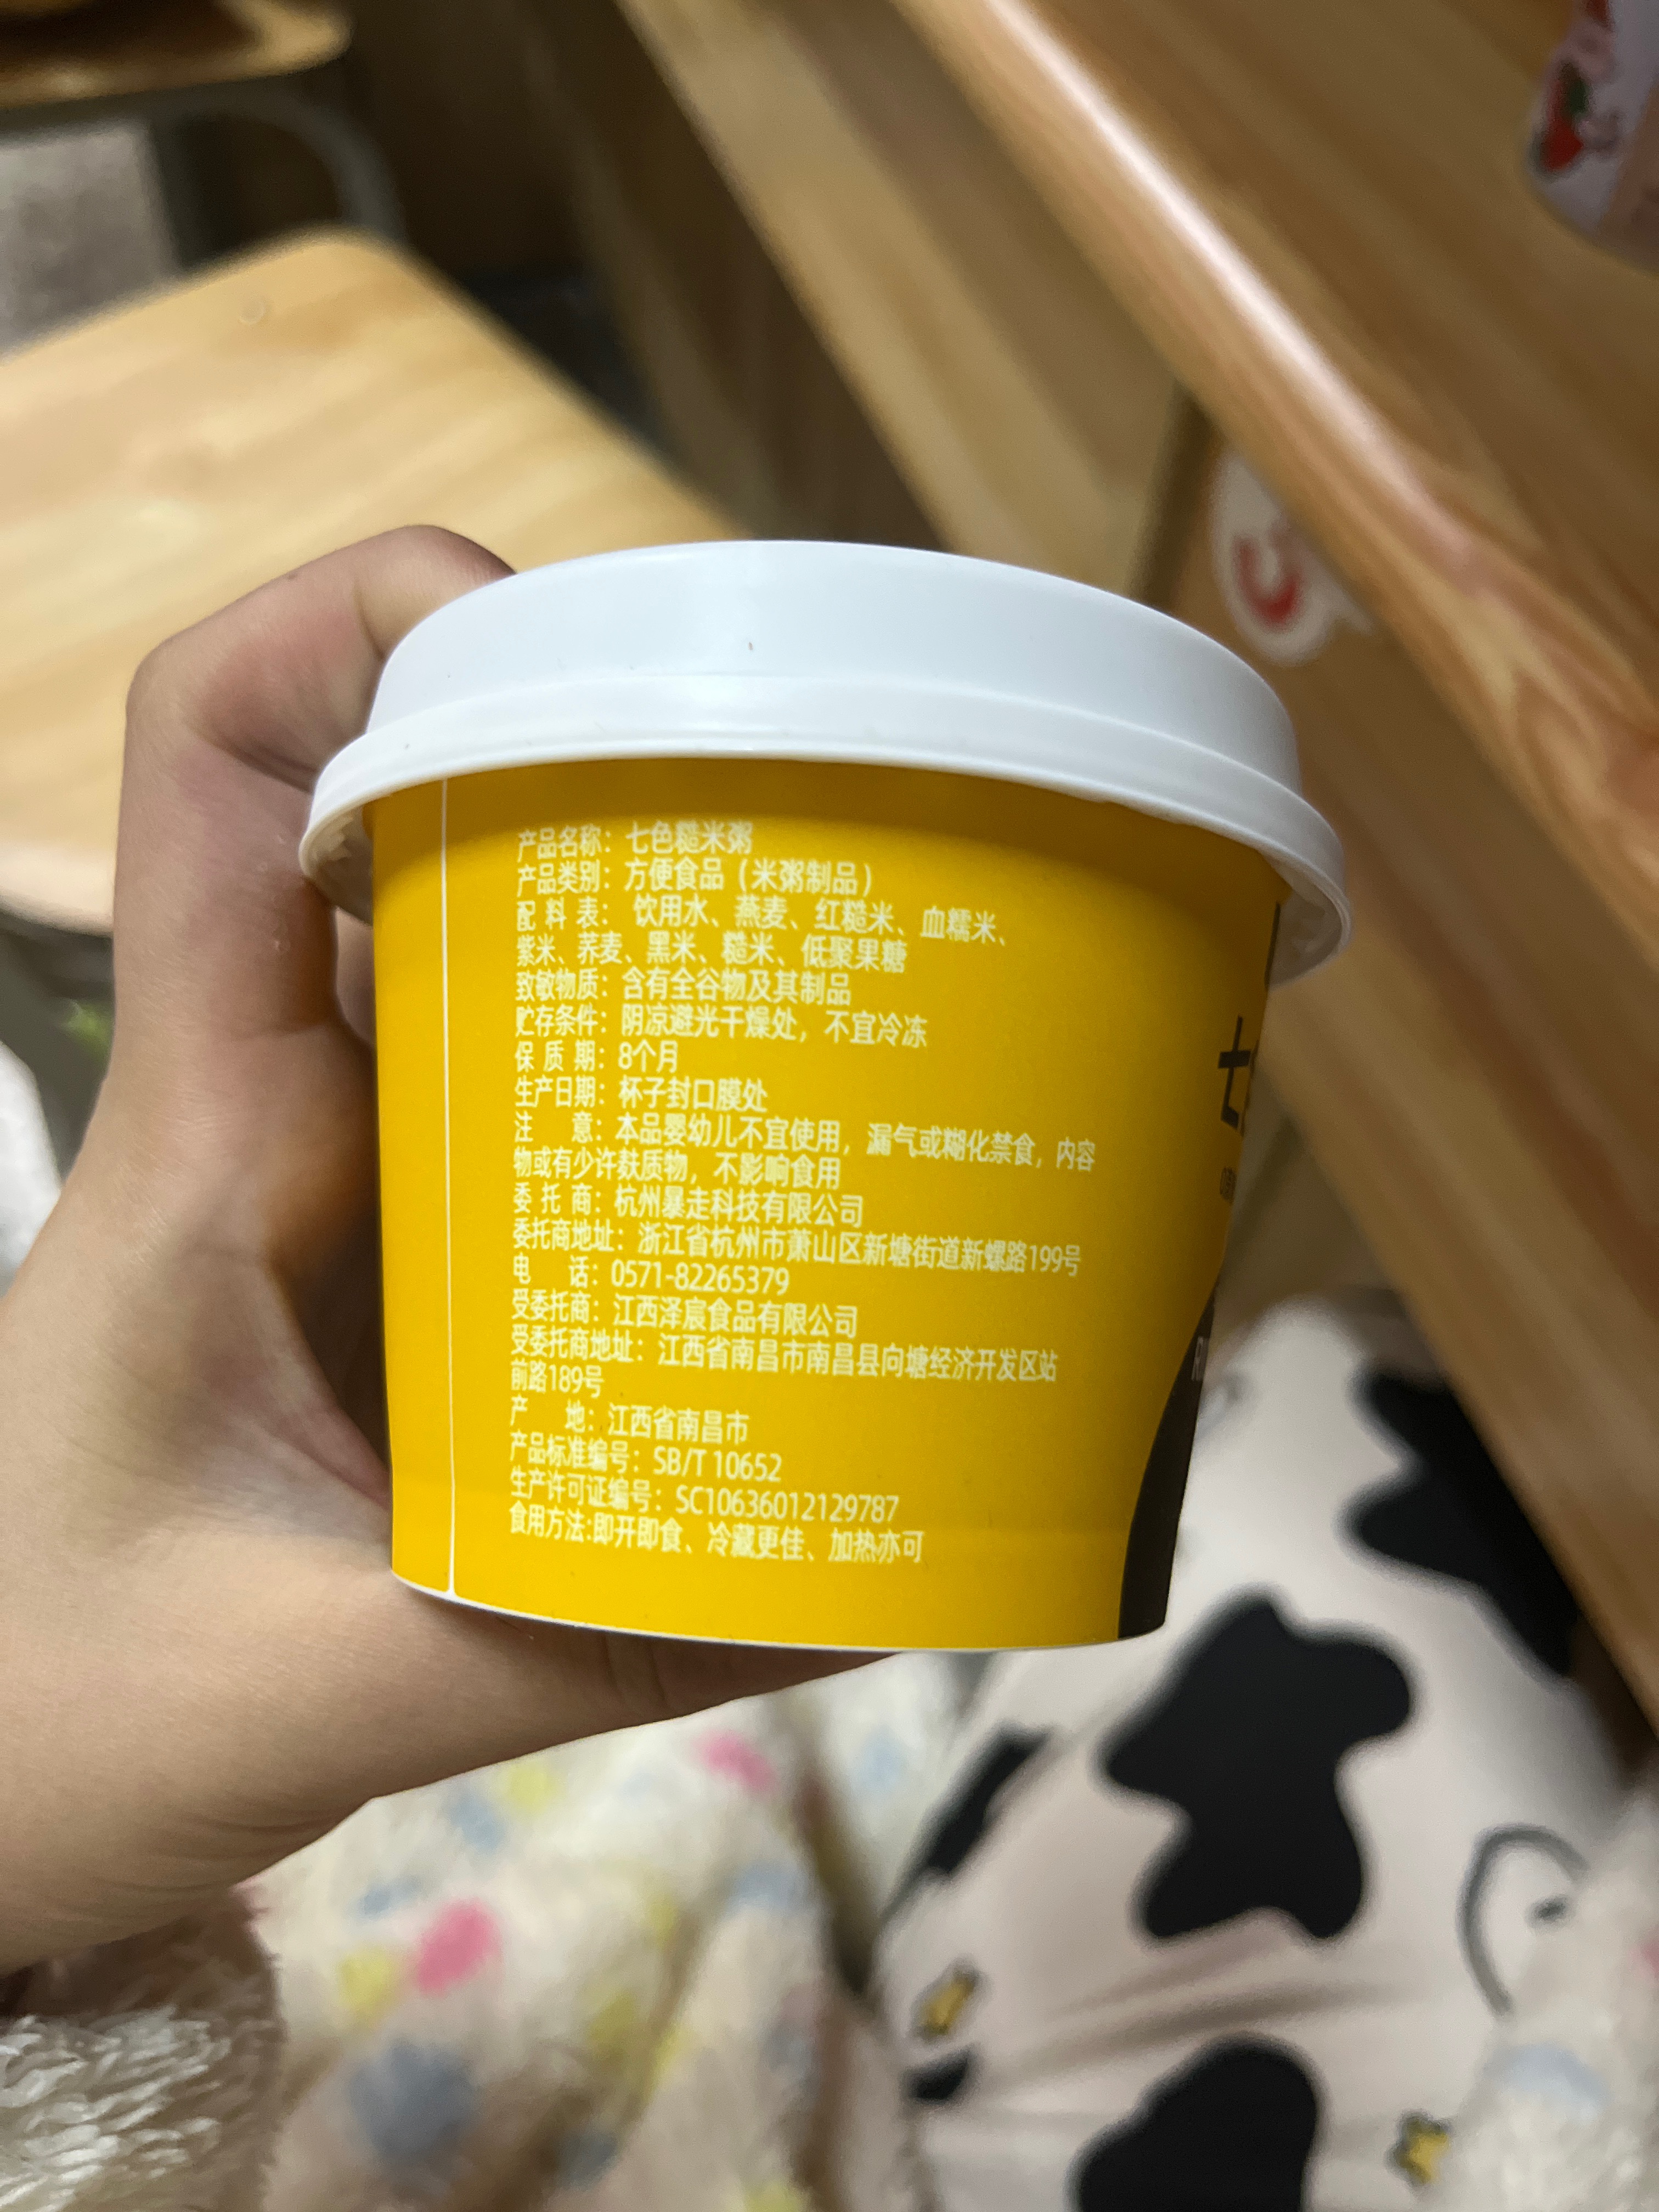 产品名称：七色糙米粥
产品类别：方便食品（米粥制品）
配 料 表： 饮用水、燕麦、红糙米、血糯米、
紫米、荞麦、黑米、糙米、低聚果糖
致敏物质：含有全谷物及其制品
贮存条件：阴凉避光干燥处，不宜冷冻
保 质 期：8个月
生产日期：杯子封口膜处
注 意：本品婴幼儿不宜使用，漏气或糊化禁食，内容
物或有少许麸质物，不影响食用
委 托 商：杭州暴走科技有限公司
委托商地址：浙江省杭州市萧山区新塘街道新螺路199号
电 话：0571-82265379
受委托商：江西泽宸食品有限公司
受委托商地址：江西省南昌市南昌县向塘经济开发区站
前路189号
产 地：江西省南昌市
产品标准编号：SB/T 10652
生产许可证编号：SC10636012129787
食用方法:即开即食、冷藏更佳、加热亦可
七